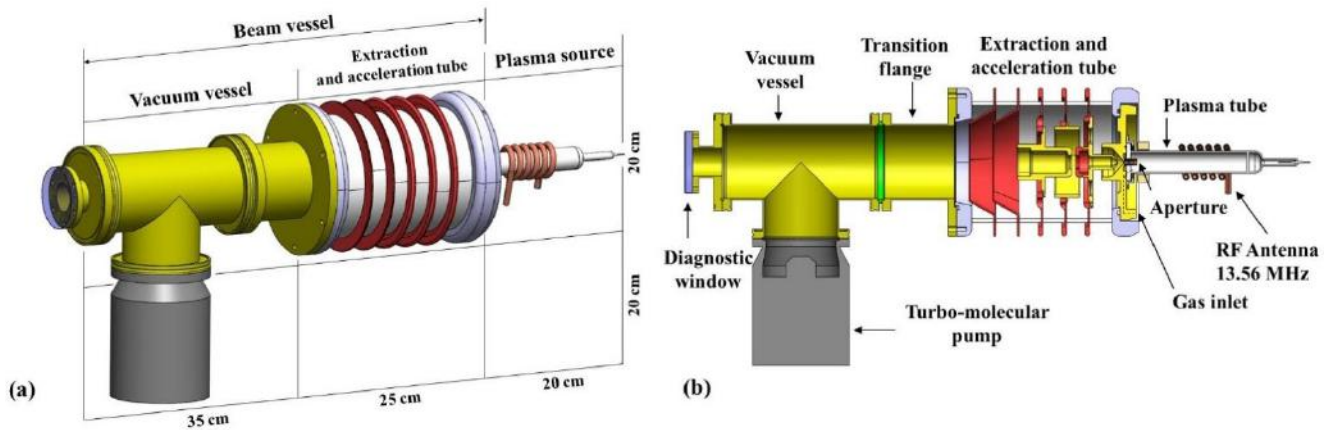 Beam vessel
Extraction
and acceleration tube
Plasma source
Vacuum vessel
20 cm
20 cm
20 cm
25 cm
35 cm
(a)
Vacuum
vessel
Transition
flange
Extraction and
acceleration tube
Plasma tube
Aperture
RF Antenna
13.56 MHz
Gas inlet
Diagnostic
window
Turbo-molecular
pump
(b)